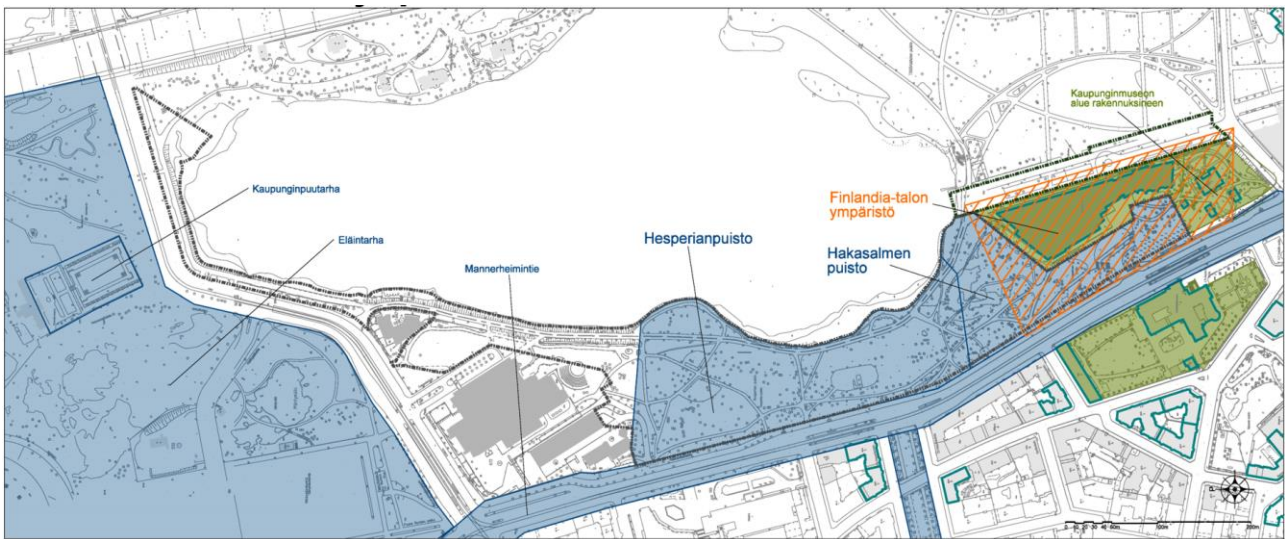 Kaupunginmuseon
alue rakennuksineen
Kaupunginpuutarha
Finlandia-talon
ympäristö
Eläintarha
Hesperianpuisto
Hakasalmen
puisto
Mannerheimintie